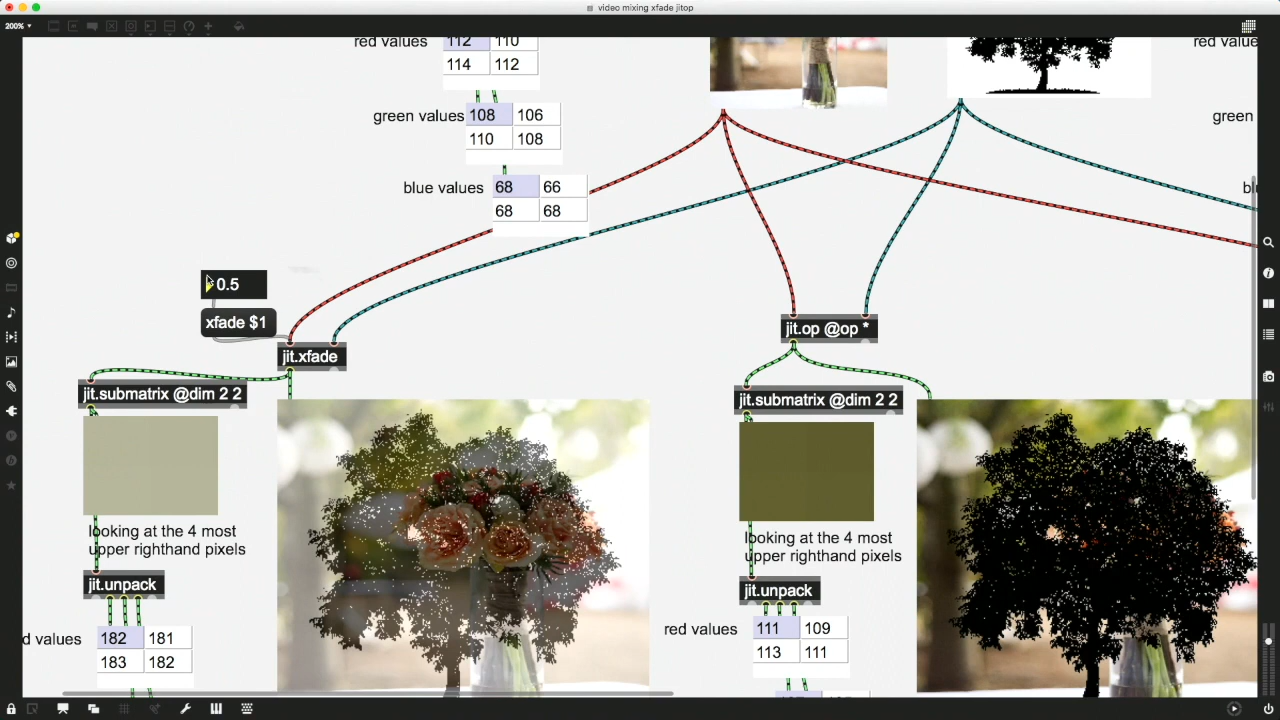 video mixing xfade jitop
200%
red values
112 110
114 112
green values
108 106
110 108
blue values
68 66
68 68
red value
green
bl
0.5
xfade $1
jit.xfade
jit.submatrix @dim 2 2
looking at the 4 most
upper righthand pixels
jit.unpack
d values
182 181
183 182
jit.op @op *
jit.submatrix @dim 2 2
looking at the 4 most
upper righthand pixels
jit.unpack
red values
111 109
113 111